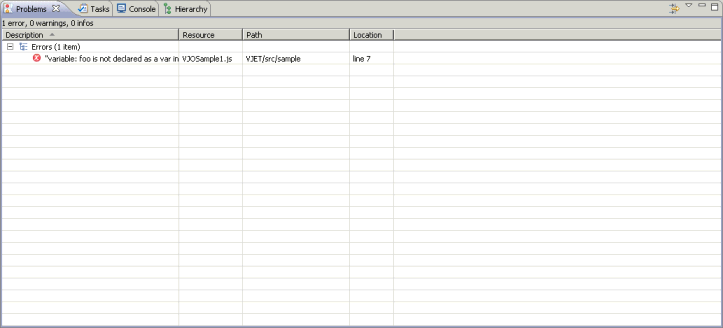 Problems Tasks Console Hierarchy
1 error, 0 warnings, 0 infos
Description Resource Path Location
Errors (1 item)
"variable: foo is not declared as a var in VJOSample1.js VJET/src/sample line 7